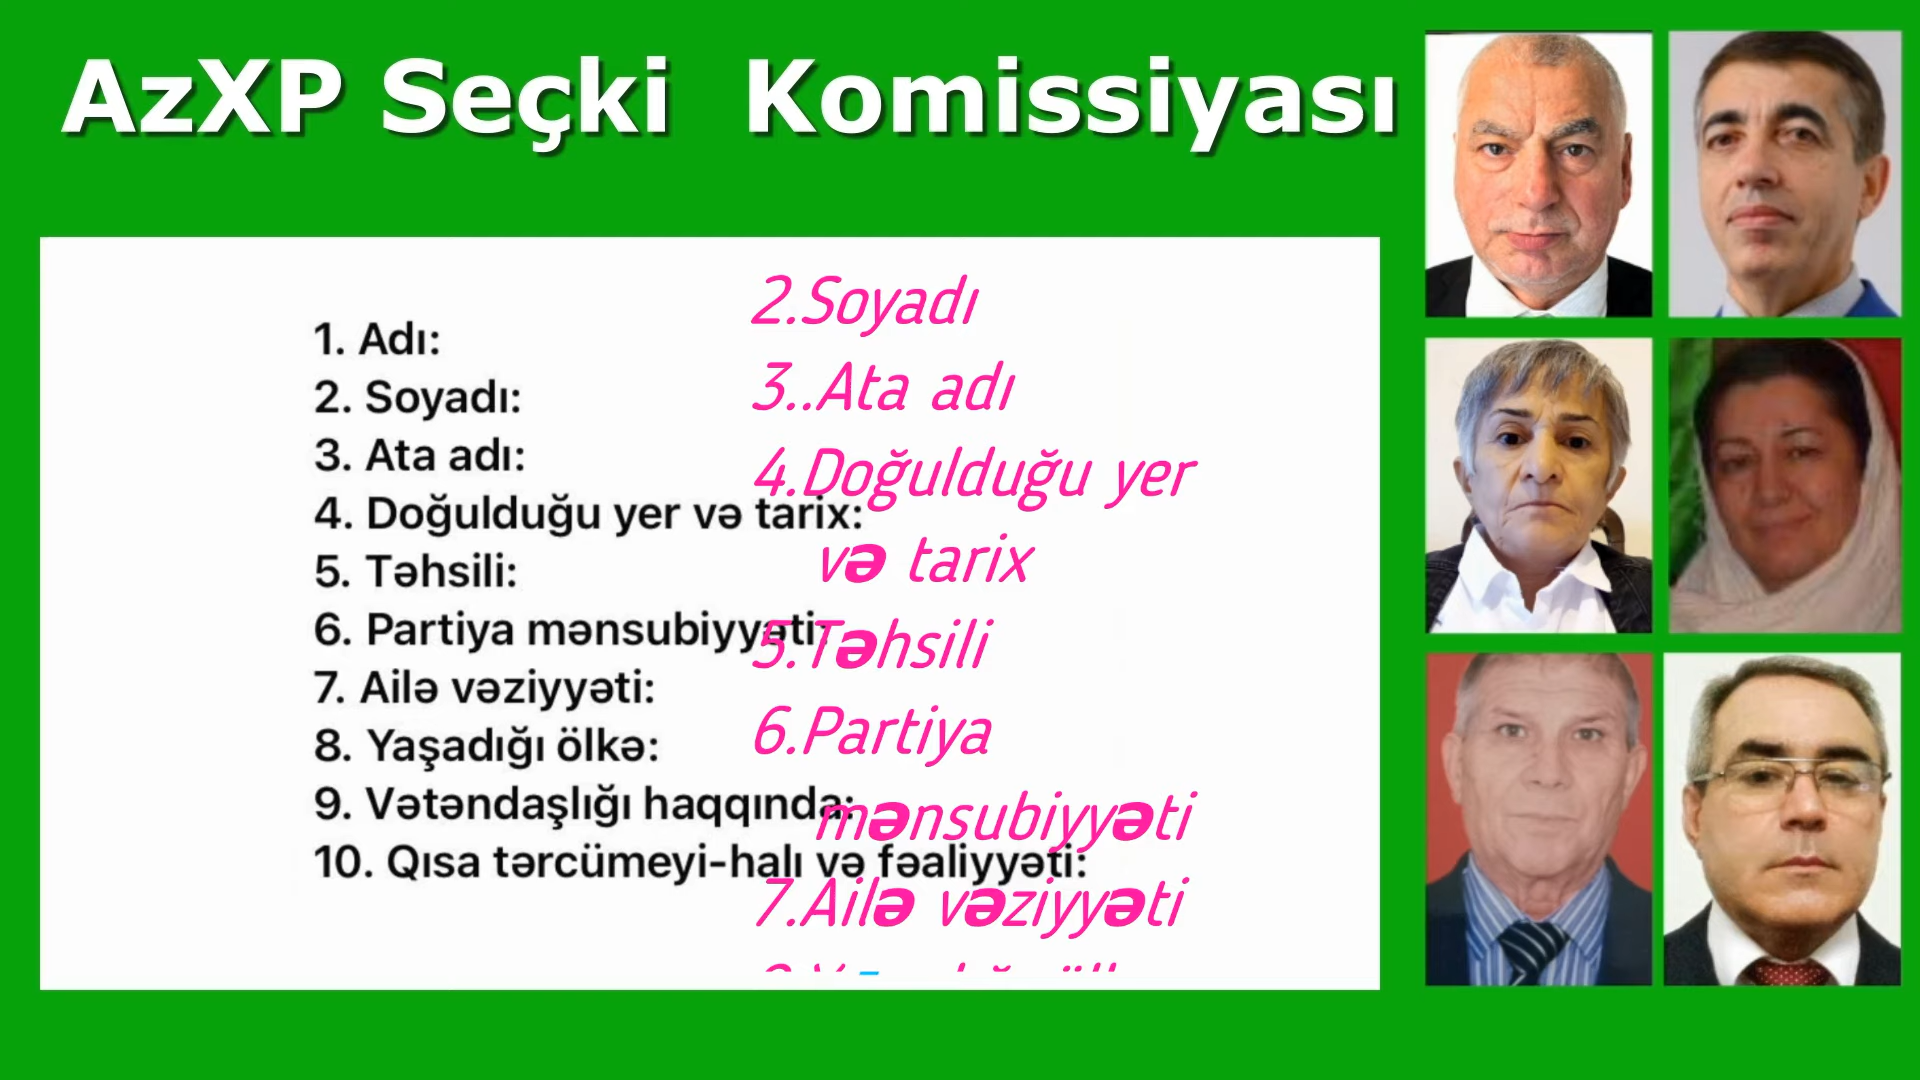 AzXP Seçki Komissiyası
1. Adı:
2. Soyadı:
3. Ata adı:
4. Doğulduğu yer və tarix:
5. Təhsili:
6. Partiya mənsubiyyəti:
7. Ailə vəziyyəti:
8. Yaşadığı ölkə:
9. Vətəndaşlığı haqqında:
10. Qısa tərcümeyi-halı və fəaliyyəti:
2.Soyadı
3..Ata adı
4.Doğulduğu yer
və tarix
5.Təhsili
6.Partiya
mənsubiyyəti
7.Ailə vəziyyəti